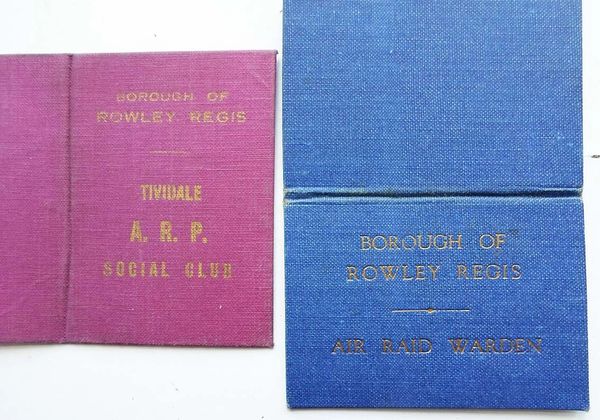 BOROUGH OF
ROWLEY REGIS
TIVIDALE
A. R. P.
SOCIAL CLUB
BOROUGH OF
ROWLEY REGIS
AIR RAID WARDEN